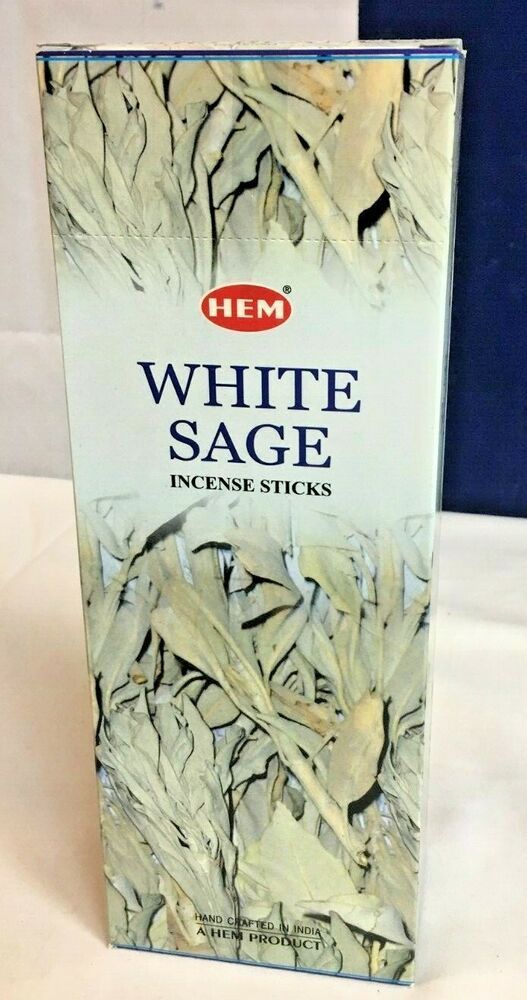 HEM®
WHITE
SAGE
INCENSE STICKS
HAND CRAFTED IN INDIA
A HEM PRODUCT